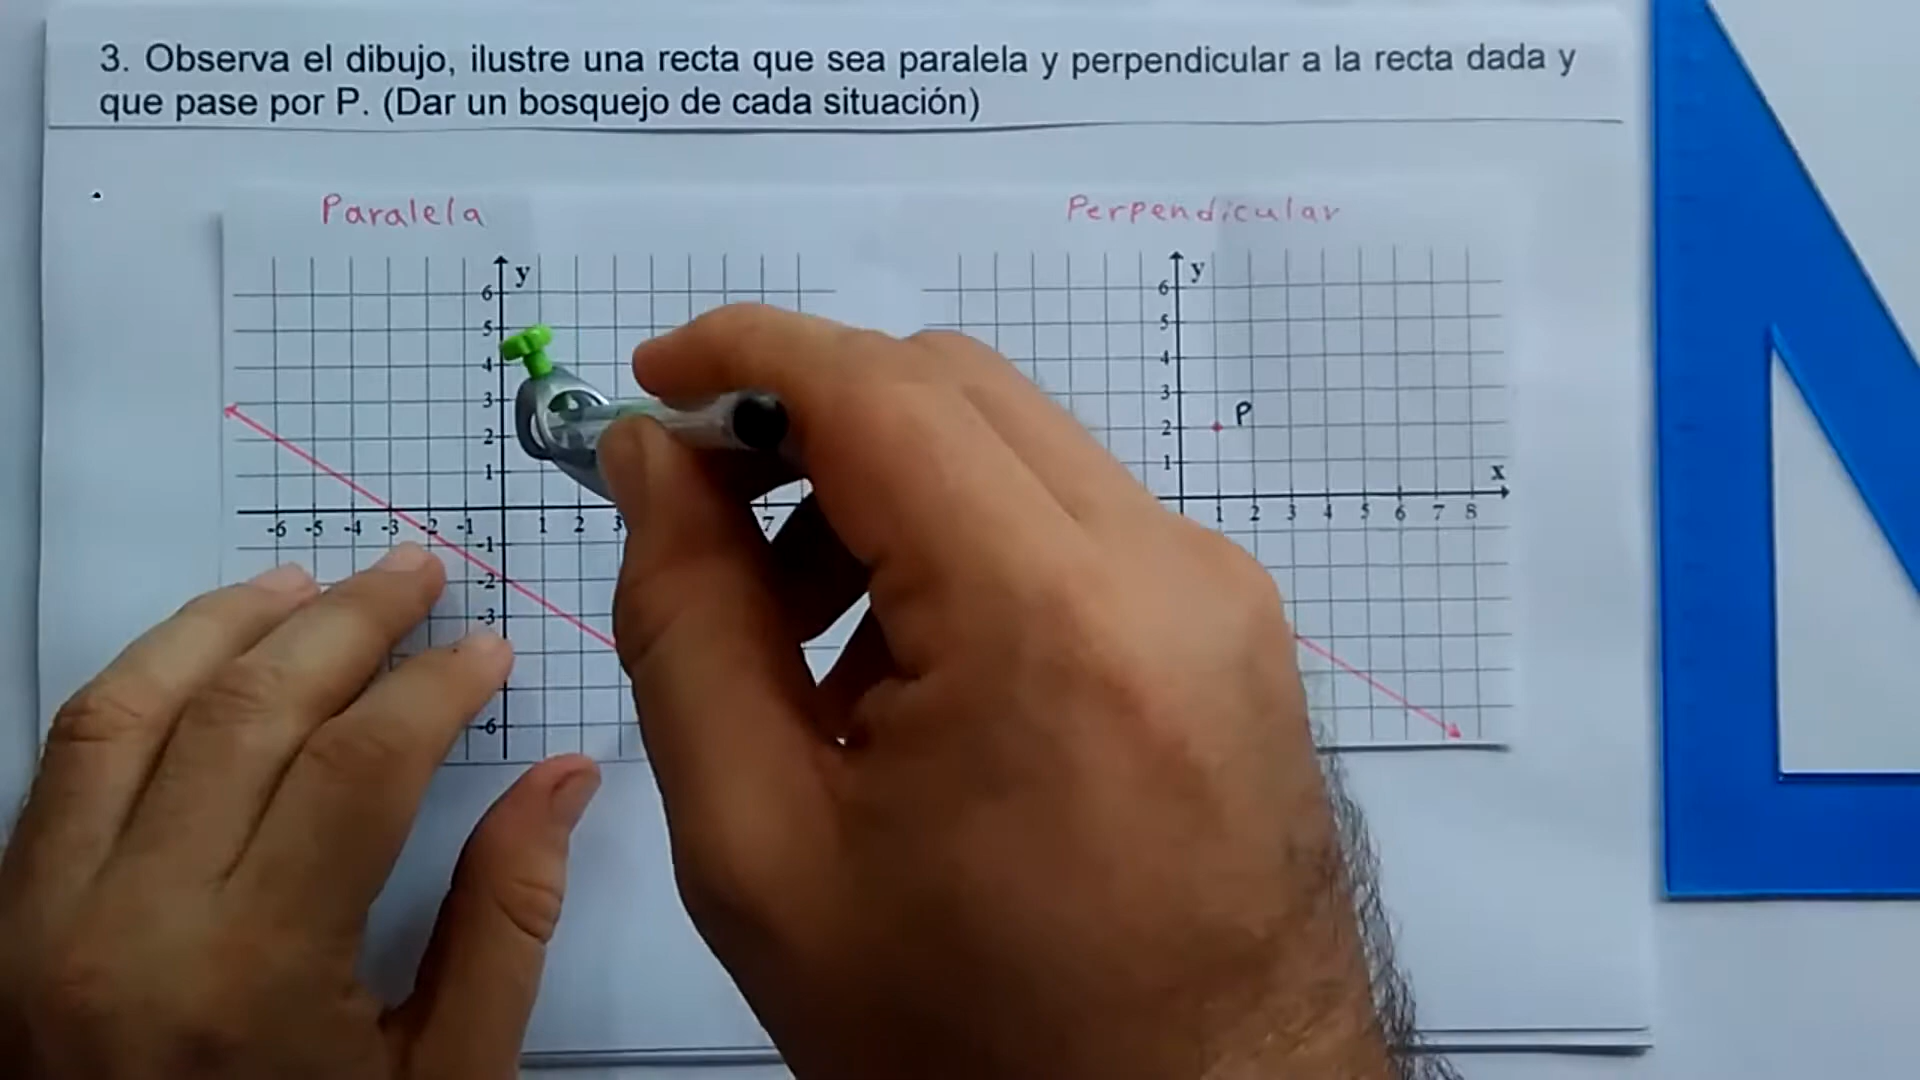 3. Observa el dibujo, ilustre una recta que sea paralela y perpendicular a la recta dada y
que pase por P. (Dar un bosquejo de cada situación)
Paralela
Perpendicular
y
6
5
4
3
2
1
-6 -5 -4 -3 -2 -1 1 2 3 7
-1
-2
-3
-6
y
6
5
4
3
P
2
1
x
1 2 3 4 5 6 7 8